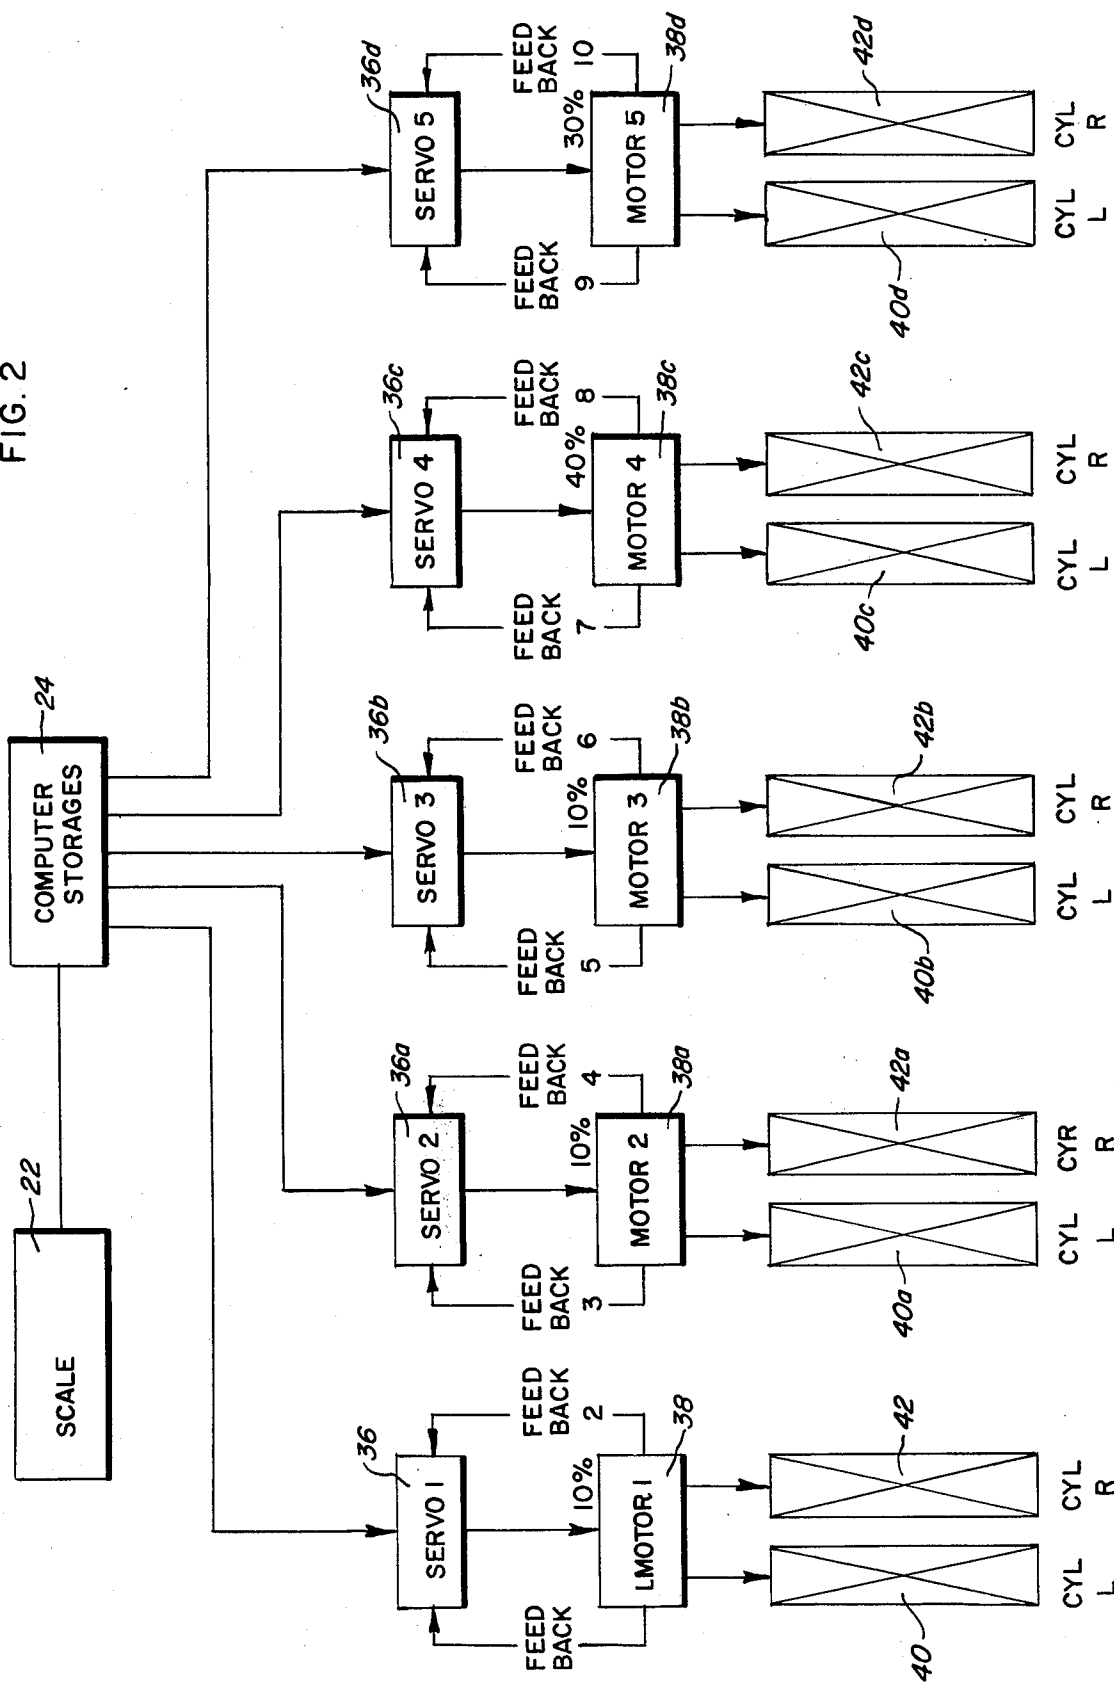 FIG. 2
SCALE
22
COMPUTER
STORAGES
24
SERVO 1
36
SERVO 2
36a
SERVO 3
36b
SERVO 4
36c
SERVO 5
36d
FEED
BACK
FEED
BACK
2
FEED
BACK
3
FEED
BACK
4
FEED
BACK
5
FEED
BACK
6
FEED
BACK
7
FEED
BACK
8
FEED
BACK
9
FEED
BACK
10
10%
10%
10%
40%
30%
LMOTOR 1
38
MOTOR 2
38a
MOTOR 3
38b
MOTOR 4
38c
MOTOR 5
38d
40
42
40a
42a
40b
42b
40c
42c
40d
42d
CYL
L
CYL
R
CYL
L
CYR
R
CYL
L
CYL
R
CYL
L
CYL
R
CYL
L
CYL
R